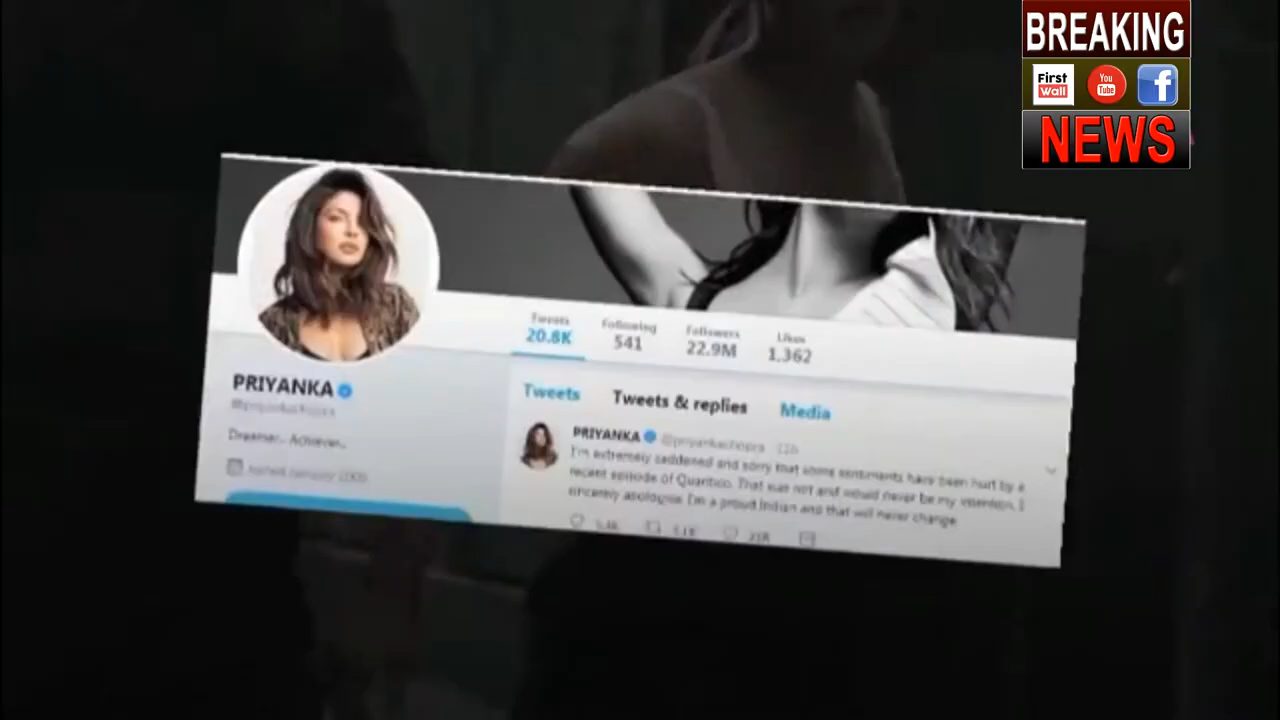 BREAKING
First
Wall
You
Tube
f
NEWS
Tweets
20.8K
Following
541
Followers
22.9M
Likes
1,362
PRIYANKA
@priyankachopra
Dreamer.. Achiever..
Tweets Tweets & replies Media
PRIYANKA @priyankachopra
I'm extremely saddened and sorry that some sentiments have been hurt by a
recent episode of Quantico. That was not and would never be my intention. I
sincerely apologise. I'm a proud Indian and that will never change